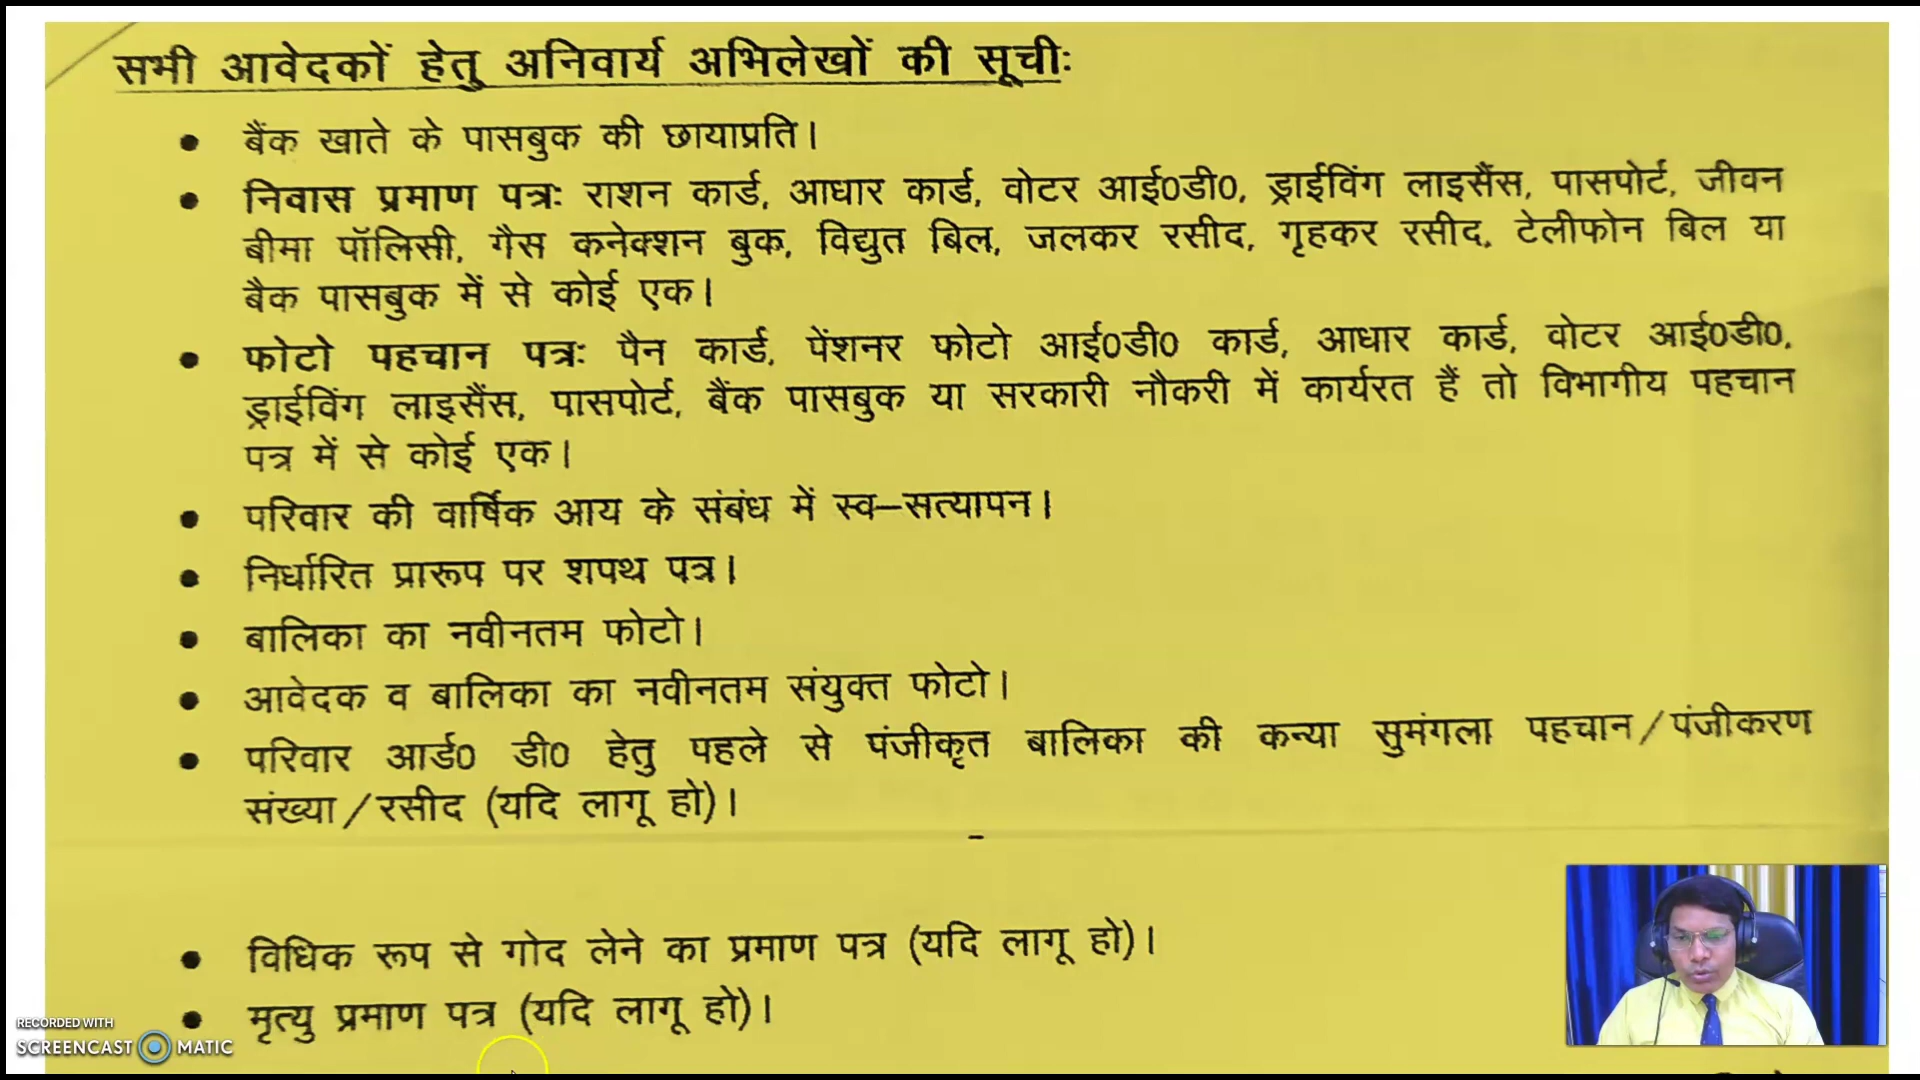 सभी आवेदकों हेतु अनिवार्य अभिलेखों की सूचीः
• बैंक खाते के पासबुक की छायाप्रति।
• निवास प्रमाण पत्रः राशन कार्ड, आधार कार्ड, वोटर आई0डी0, ड्राईविंग लाइसैंस, पासपोर्ट, जीवन
बीमा पॉलिसी, गैस कनेक्शन बुक, विद्युत बिल, जलकर रसीद, गृहकर रसीद, टेलीफोन बिल या
बैक पासबुक में से कोई एक।
• फोटो पहचान पत्रः पैन कार्ड, पेंशनर फोटो आई0डी0 कार्ड, आधार कार्ड, वोटर आई0डी0,
ड्राईविंग लाइसैंस, पासपोर्ट, बैंक पासबुक या सरकारी नौकरी में कार्यरत हैं तो विभागीय पहचान
पत्र में से कोई एक।
• परिवार की वार्षिक आय के संबंध में स्व–सत्यापन।
• निर्धारित प्रारूप पर शपथ पत्र।
• बालिका का नवीनतम फोटो।
• आवेदक व बालिका का नवीनतम संयुक्त फोटो।
• परिवार आर्ड0 डी0 हेतु पहले से पंजीकृत बालिका की कन्या सुमंगला पहचान/पंजीकरण
संख्या/रसीद (यदि लागू हो)।
• विधिक रूप से गोद लेने का प्रमाण पत्र (यदि लागू हो)।
• मृत्यु प्रमाण पत्र (यदि लागू हो)।
RECORDED WITH
SCREENCAST MATIC